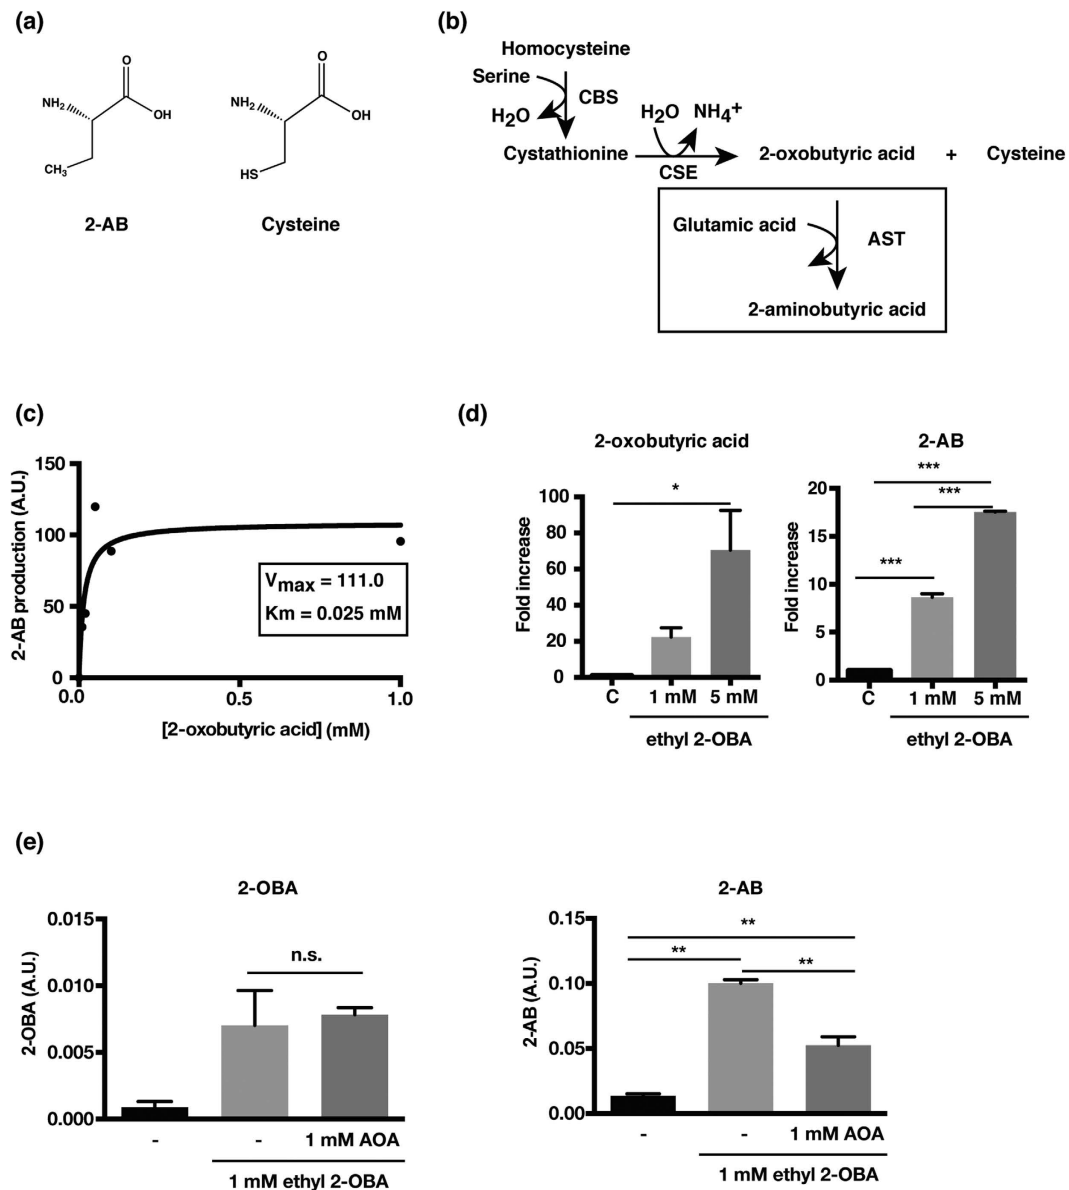 (a)
O
NH2
OH
CH3
2-AB
O
NH2
OH
HS
Cysteine
(b)
Homocysteine
Serine
CBS
H2O
H2O
NH4+
Cystathionine
CSE
2-oxobutyric acid + Cysteine
Glutamic acid
AST
2-aminobutyric acid
(c)
2-AB production (A.U.)
150
100
50
0
0.0
0.5
1.0
Vmax = 111.0
Km = 0.025 mM
[2-oxobutyric acid] (mM)
(d)
2-oxobutyric acid
Fold increase
100
80
60
40
20
0
*
C
1 mM
5 mM
ethyl 2-OBA
2-AB
Fold increase
20
15
10
5
0
***
***
***
C
1 mM
5 mM
ethyl 2-OBA
(e)
2-OBA
2-OBA (A.U.)
0.015
0.010
0.005
0.000
n.s.
-
-
1 mM AOA
1 mM ethyl 2-OBA
2-AB
2-AB (A.U.)
0.15
0.10
0.05
0.00
**
**
**
-
-
1 mM AOA
1 mM ethyl 2-OBA